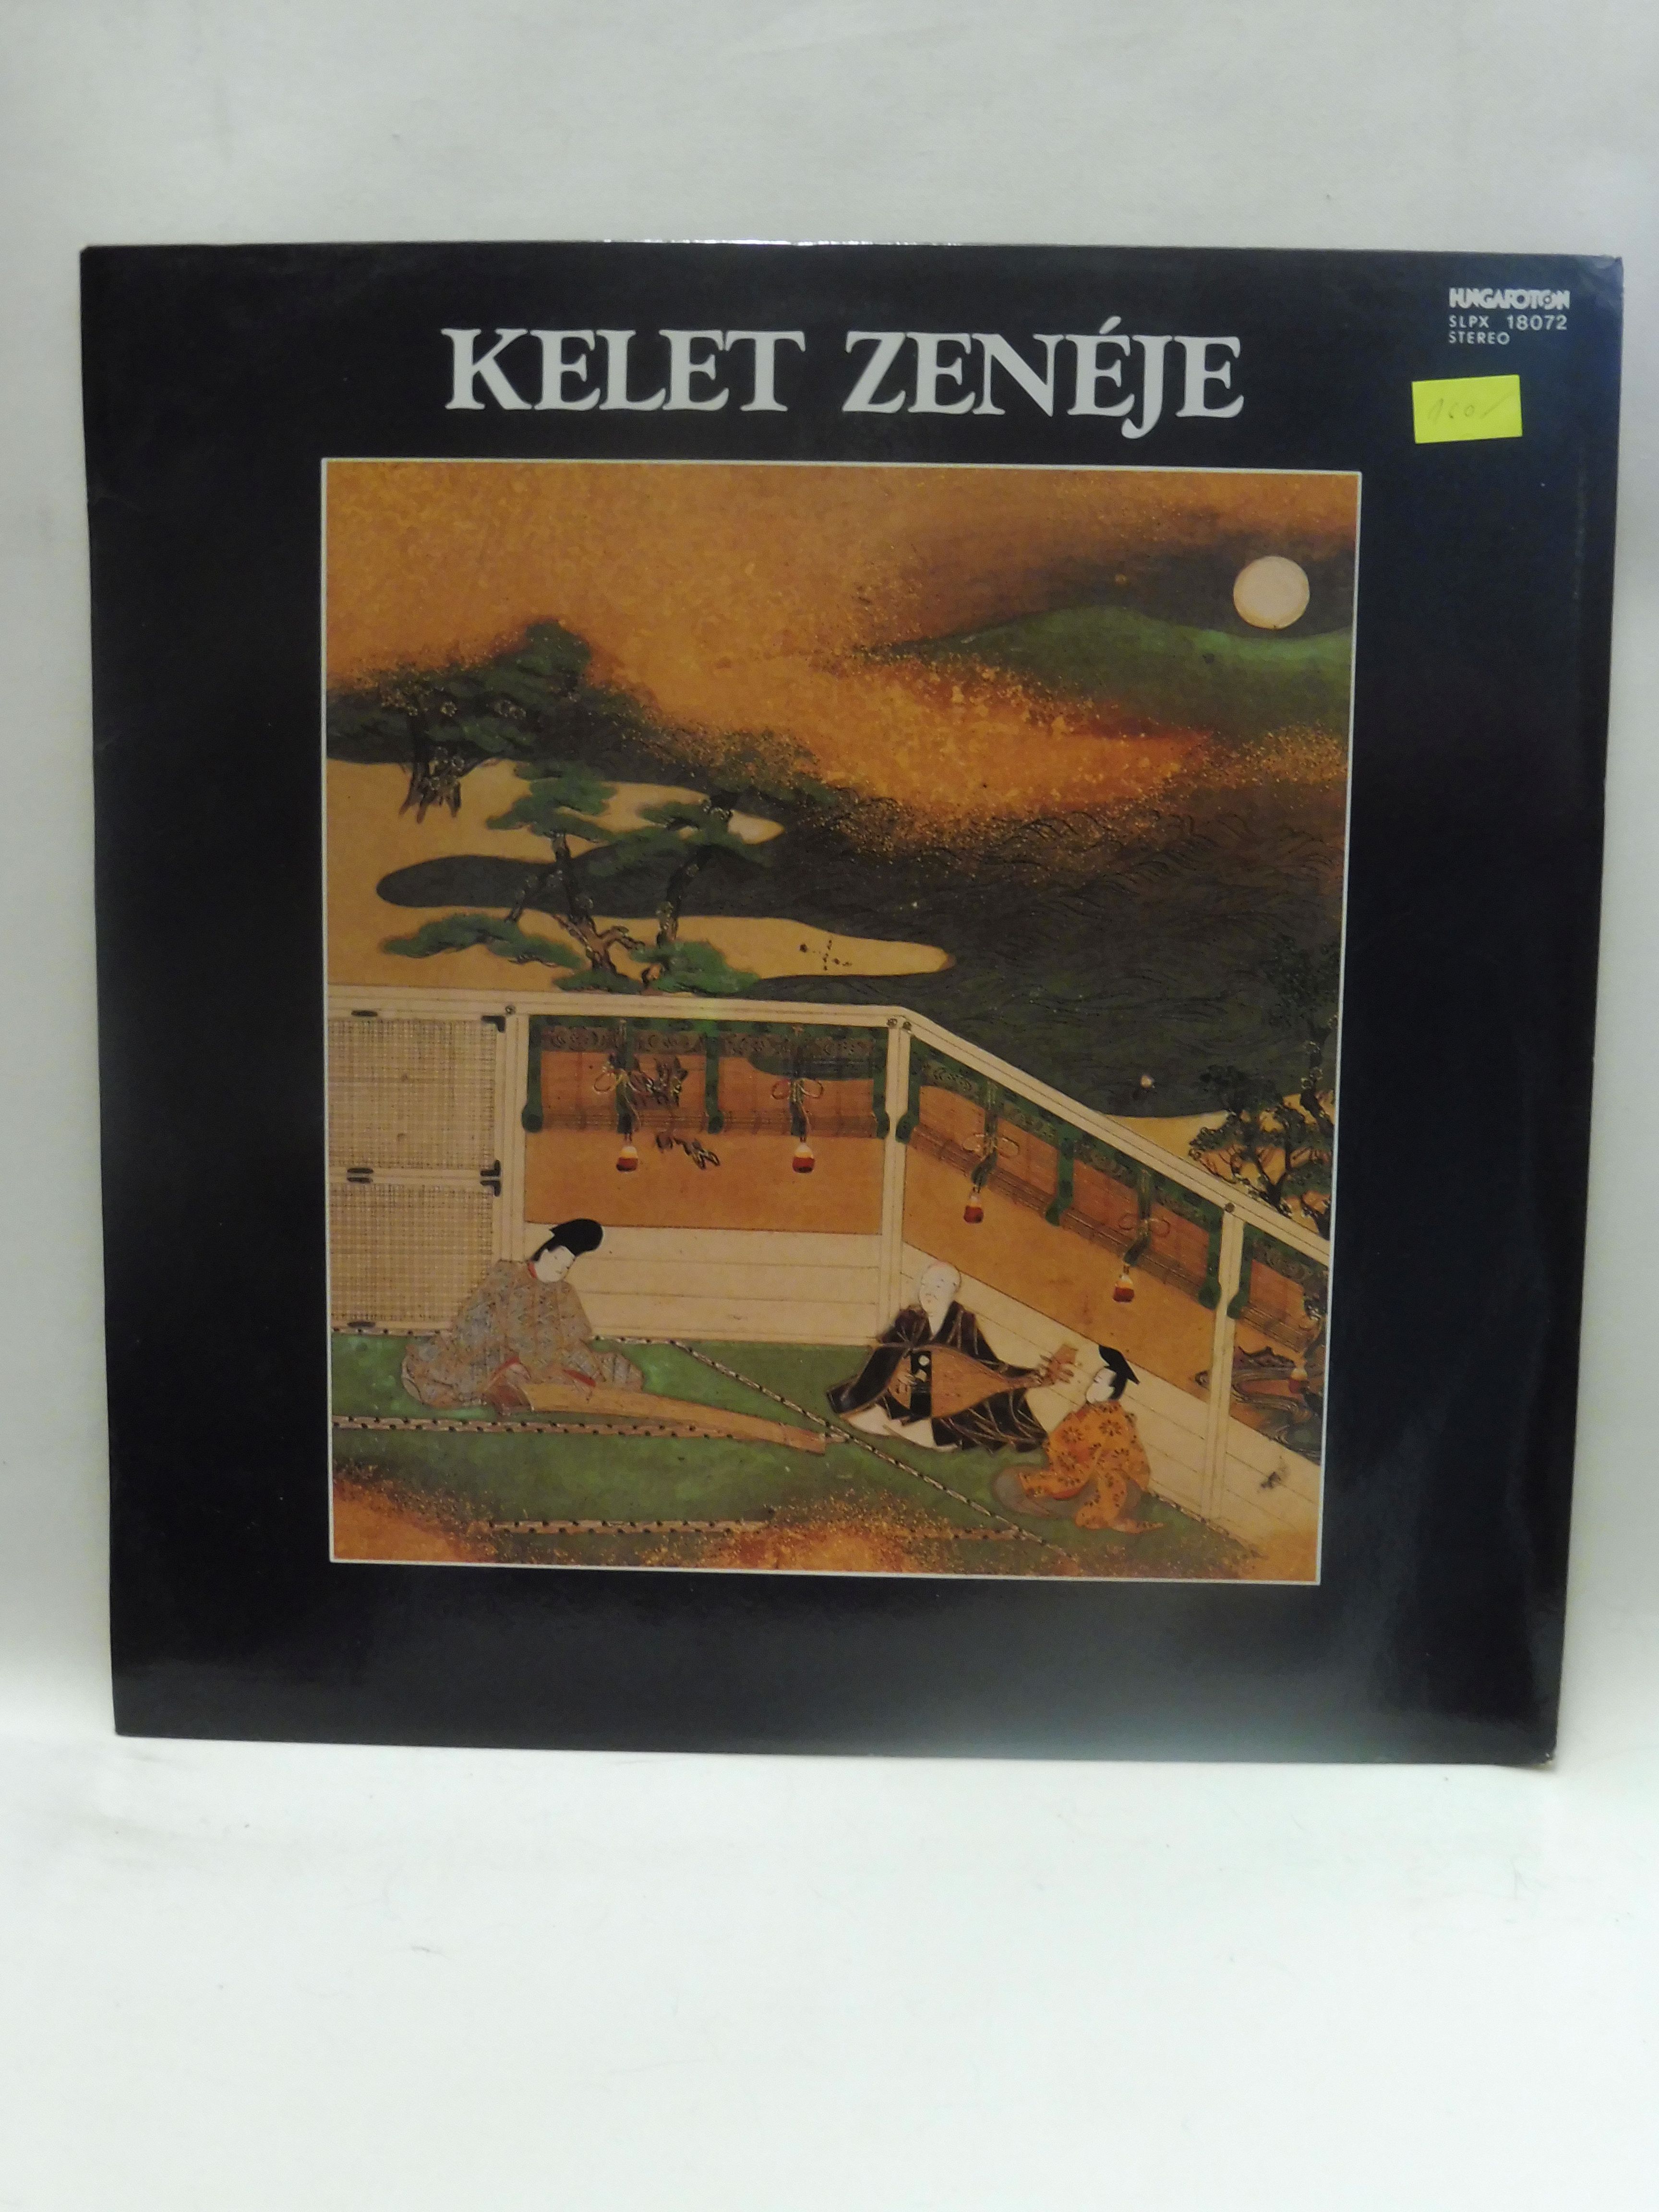 HUNGAROTON
SLPX 18072
STEREO
KELET ZENÉJE